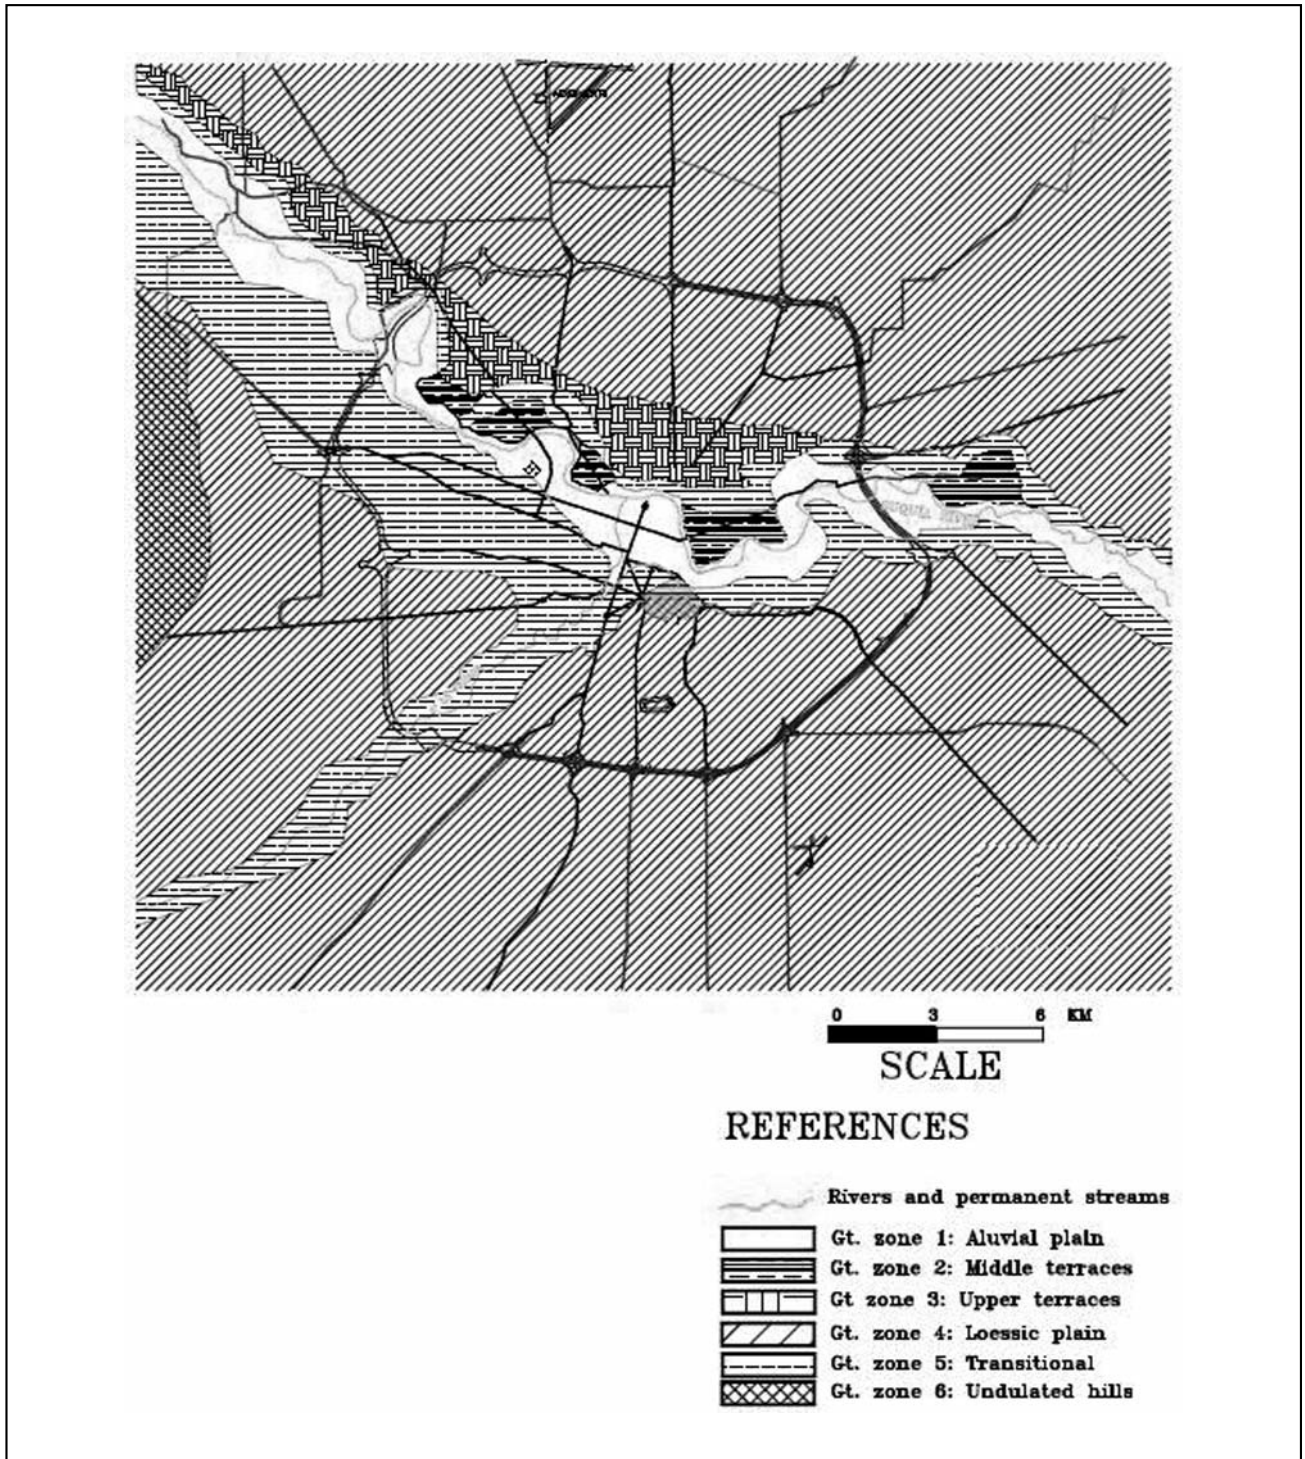 SUQUIA RIVER
0 3 6 KM
SCALE
REFERENCES
Rivers and permanent streams
Gt. zone 1: Aluvial plain
Gt. zone 2: Middle terraces
Gt zone 3: Upper terraces
Gt. zone 4: Loessic plain
Gt. zone 5: Transitional
Gt. zone 6: Undulated hills